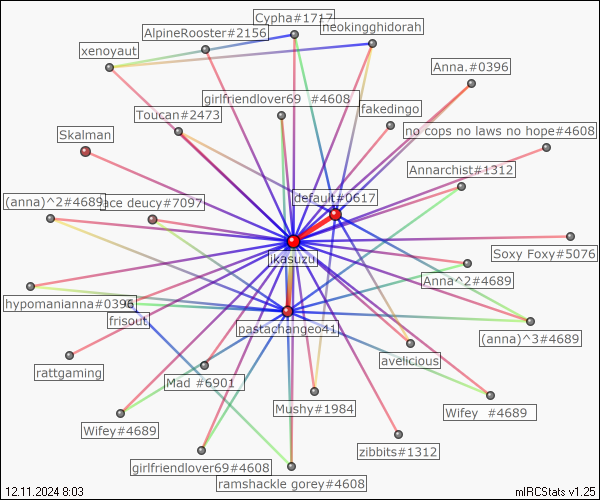 Cypha#1717
neokingghidorah
AlpineRooster#2156
xenoyaut
Anna.#0396
girlfriendlover69 #4608
fakedingo
Toucan#2473
no cops no laws no hope#4608
Skalman
Annarchist#1312
default#0617
(anna)^2#4689
ace deucy#7097
Soxy Foxy#5076
likasuzu
Anna^2#4689
hypomanianna#0396
frisout
pastachangeo41
(anna)^3#4689
avelicious
rattgaming
Mad #6901
Mushy#1984
Wifey #4689
Wifey#4689
zibbits#1312
girlfriendlover69#4608
ramshackle gorey#4608
12.11.2024 8:03
mIRCStats v1.25